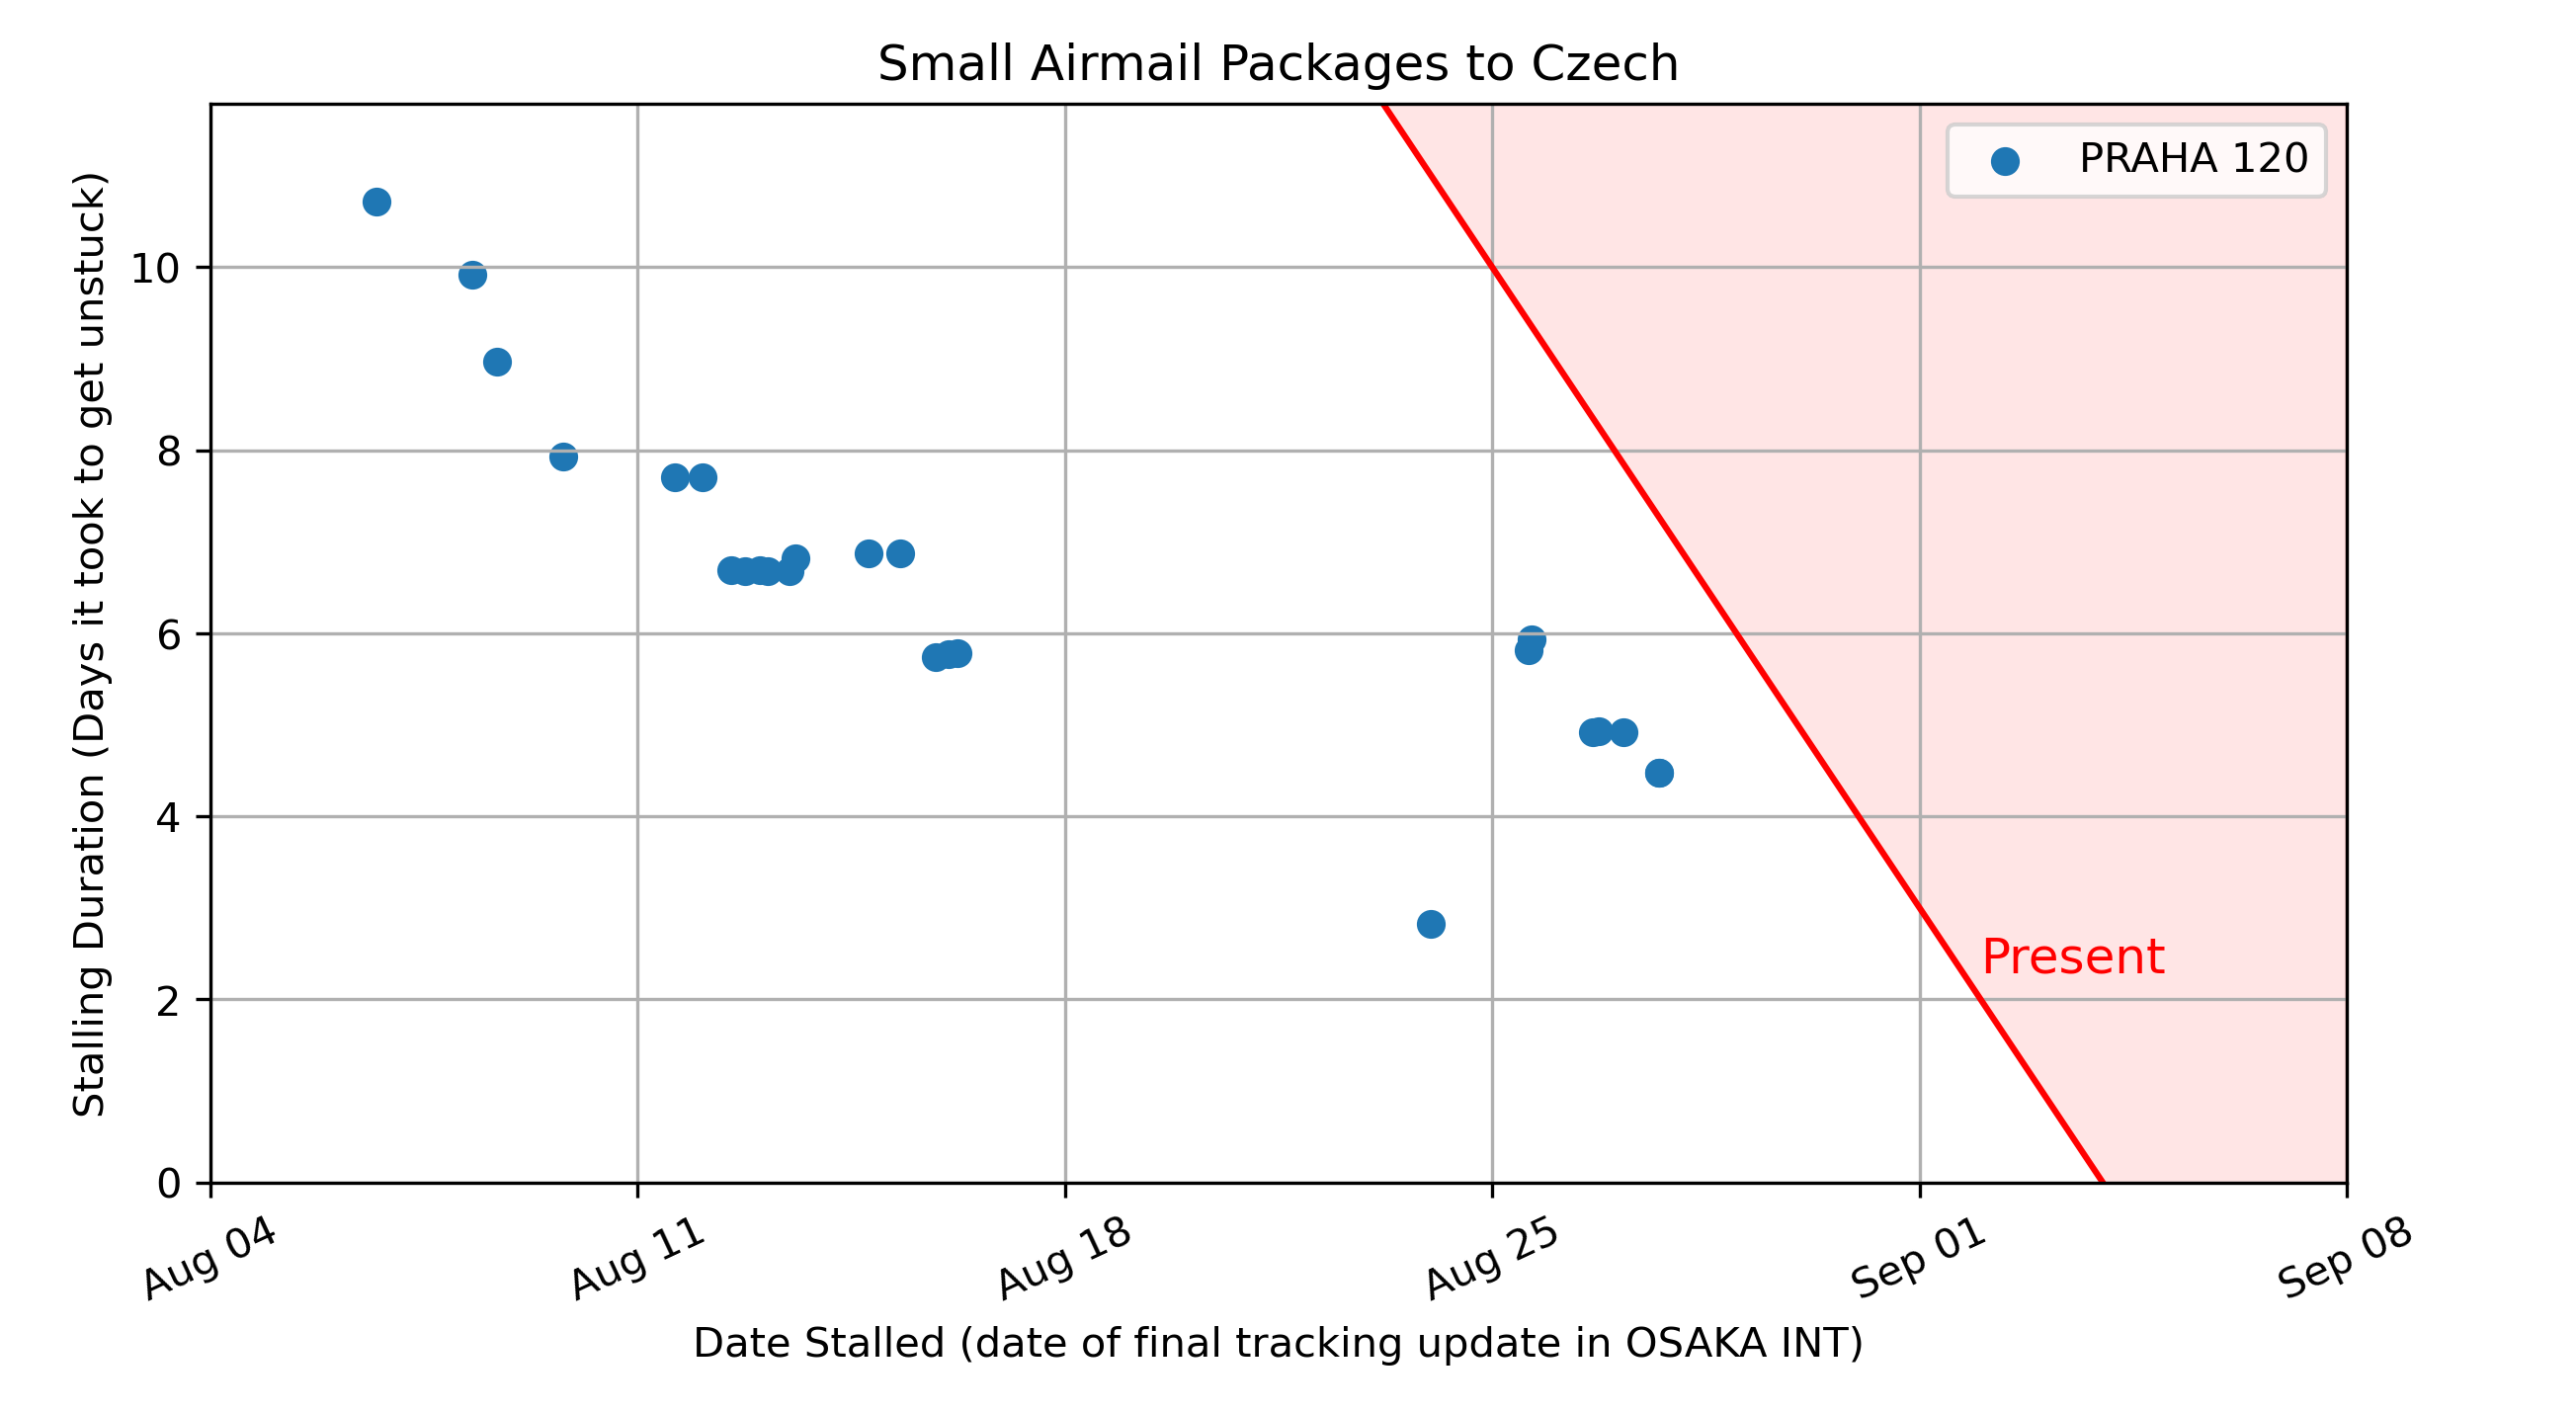 Small Airmail Packages to Czech
PRAHA 120
Stalling Duration (Days it took to get unstuck)
10
8
6
4
2
0
Present
Aug 04
Aug 11
Aug 18
Aug 25
Sep 01
Sep 08
Date Stalled (date of final tracking update in OSAKA INT)